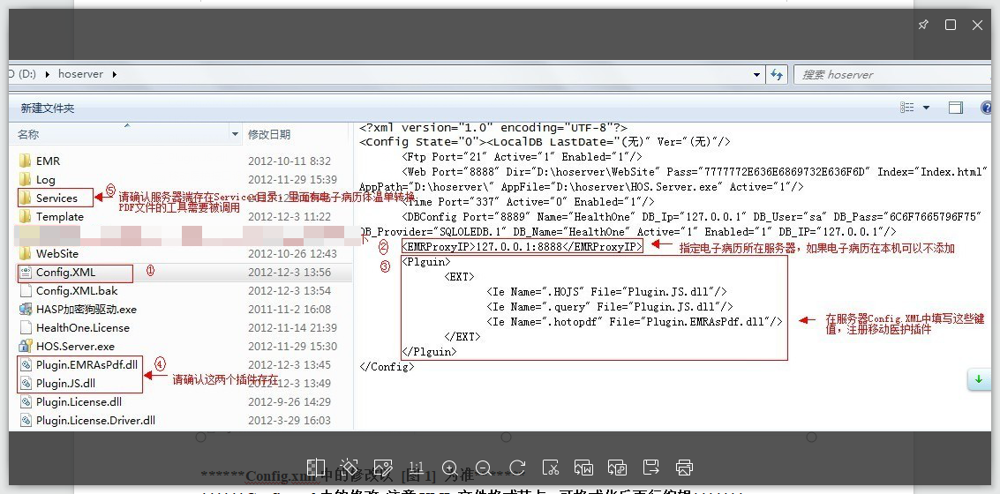 (D:) hoserver
搜索 hoserver
新建文件夹
名称 修改日期
EMR 2012-10-11 8:32
Log 2012-11-29 15:39
Services
Template 2012-12-3 11:22
WebSite 2012-10-26 12:43
Config.XML 2012-12-3 13:56
Config.XML.bak 2012-12-3 13:54
HASP加密狗驱动.exe 2011-11-2 16:08
HealthOne.License 2012-11-14 21:39
HOS.Server.exe 2012-11-29 15:30
Plugin.EMRAsPdf.dll 2012-12-3 13:45
Plugin.JS.dll 2012-12-3 13:49
Plugin.License.dll 2012-9-26 14:29
Plugin.License.Driver.dll 2012-3-29 16:03
⑤ 请确认服务器端存在Service目录，里面有电子病历体温单转换
PDF文件的工具需要被调用
①
④
请确认这两个插件存在
<?xml version="1.0" encoding="UTF-8"?>
<Config State="0"><LocalDB LastDate="(无)" Ver="(无)"/>
<Ftp Port="21" Active="1" Enabled="1"/>
<Web Port="8888" Dir="D:\hoserver\WebSite" Pass="7777772E636E6869732E636F6D" Index="Index.html"
AppPath="D:\hoserver\" AppFile="D:\hoserver\HOS.Server.exe" Active="1"/>
<Time Port="337" Active="0" Enabled="1"/>
<DBConfig Port="8889" Name="HealthOne" DB_Ip="127.0.0.1" DB_User="sa" DB_Pass="6C6F7665796F75"
DB_Provider="SQLOLEDB.1" DB_Name="HealthOne" Active="1" Enabled="1" DB_IP="127.0.0.1"/>
② <EMRProxyIP>127.0.0.1:8888</EMRProxyIP> 指定电子病历所在服务器，如果电子病历在本机可以不添加
③ <Plguin>
<EXT>
<Ie Name=".HOJS" File="Plugin.JS.dll"/>
<Ie Name=".query" File="Plugin.JS.dll"/>
<Ie Name=".hotopdf" File="Plugin.EMRAsPdf.dll"/>
</EXT>
</Plguin>
</Config>
在服务器Config.XML中填写这些键
值，注册移动医护插件
1:1
******Config.xml 中的修改以 [图 1] 为准******